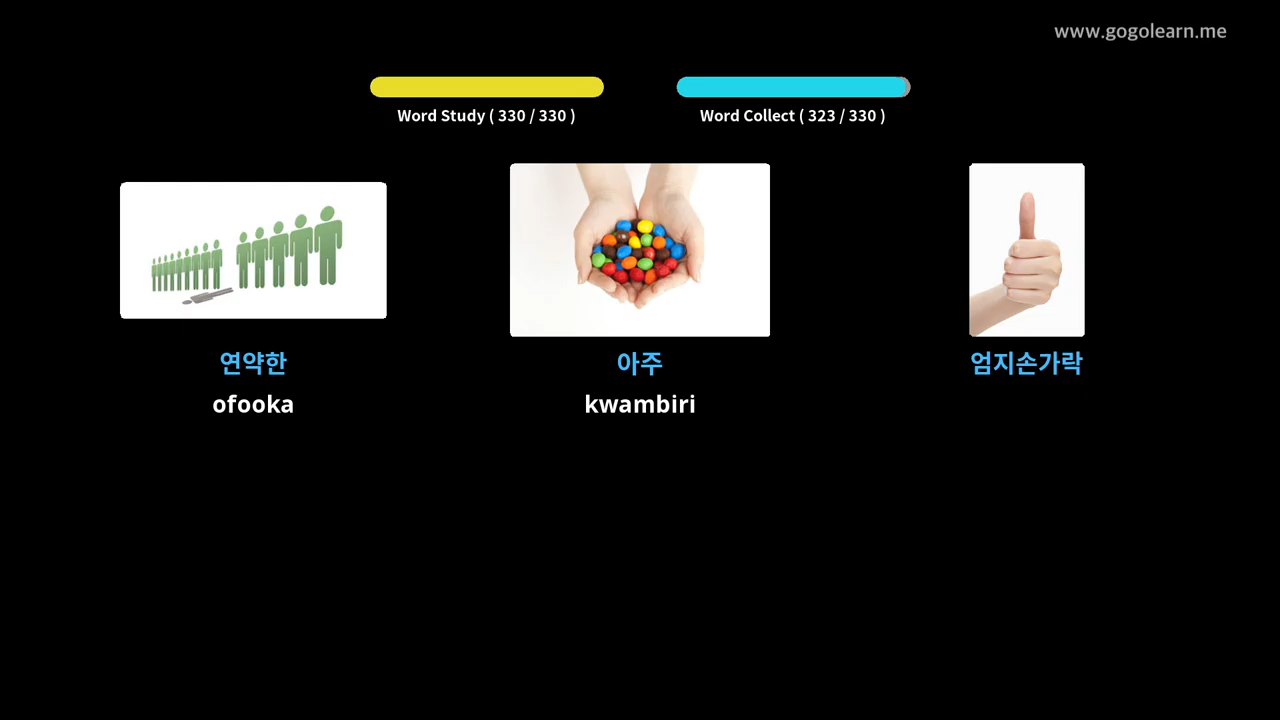 www.gogolearn.me
Word Study ( 330 / 330 )
Word Collect ( 323 / 330 )
연약한
아주
엄지손가락
ofooka
kwambiri